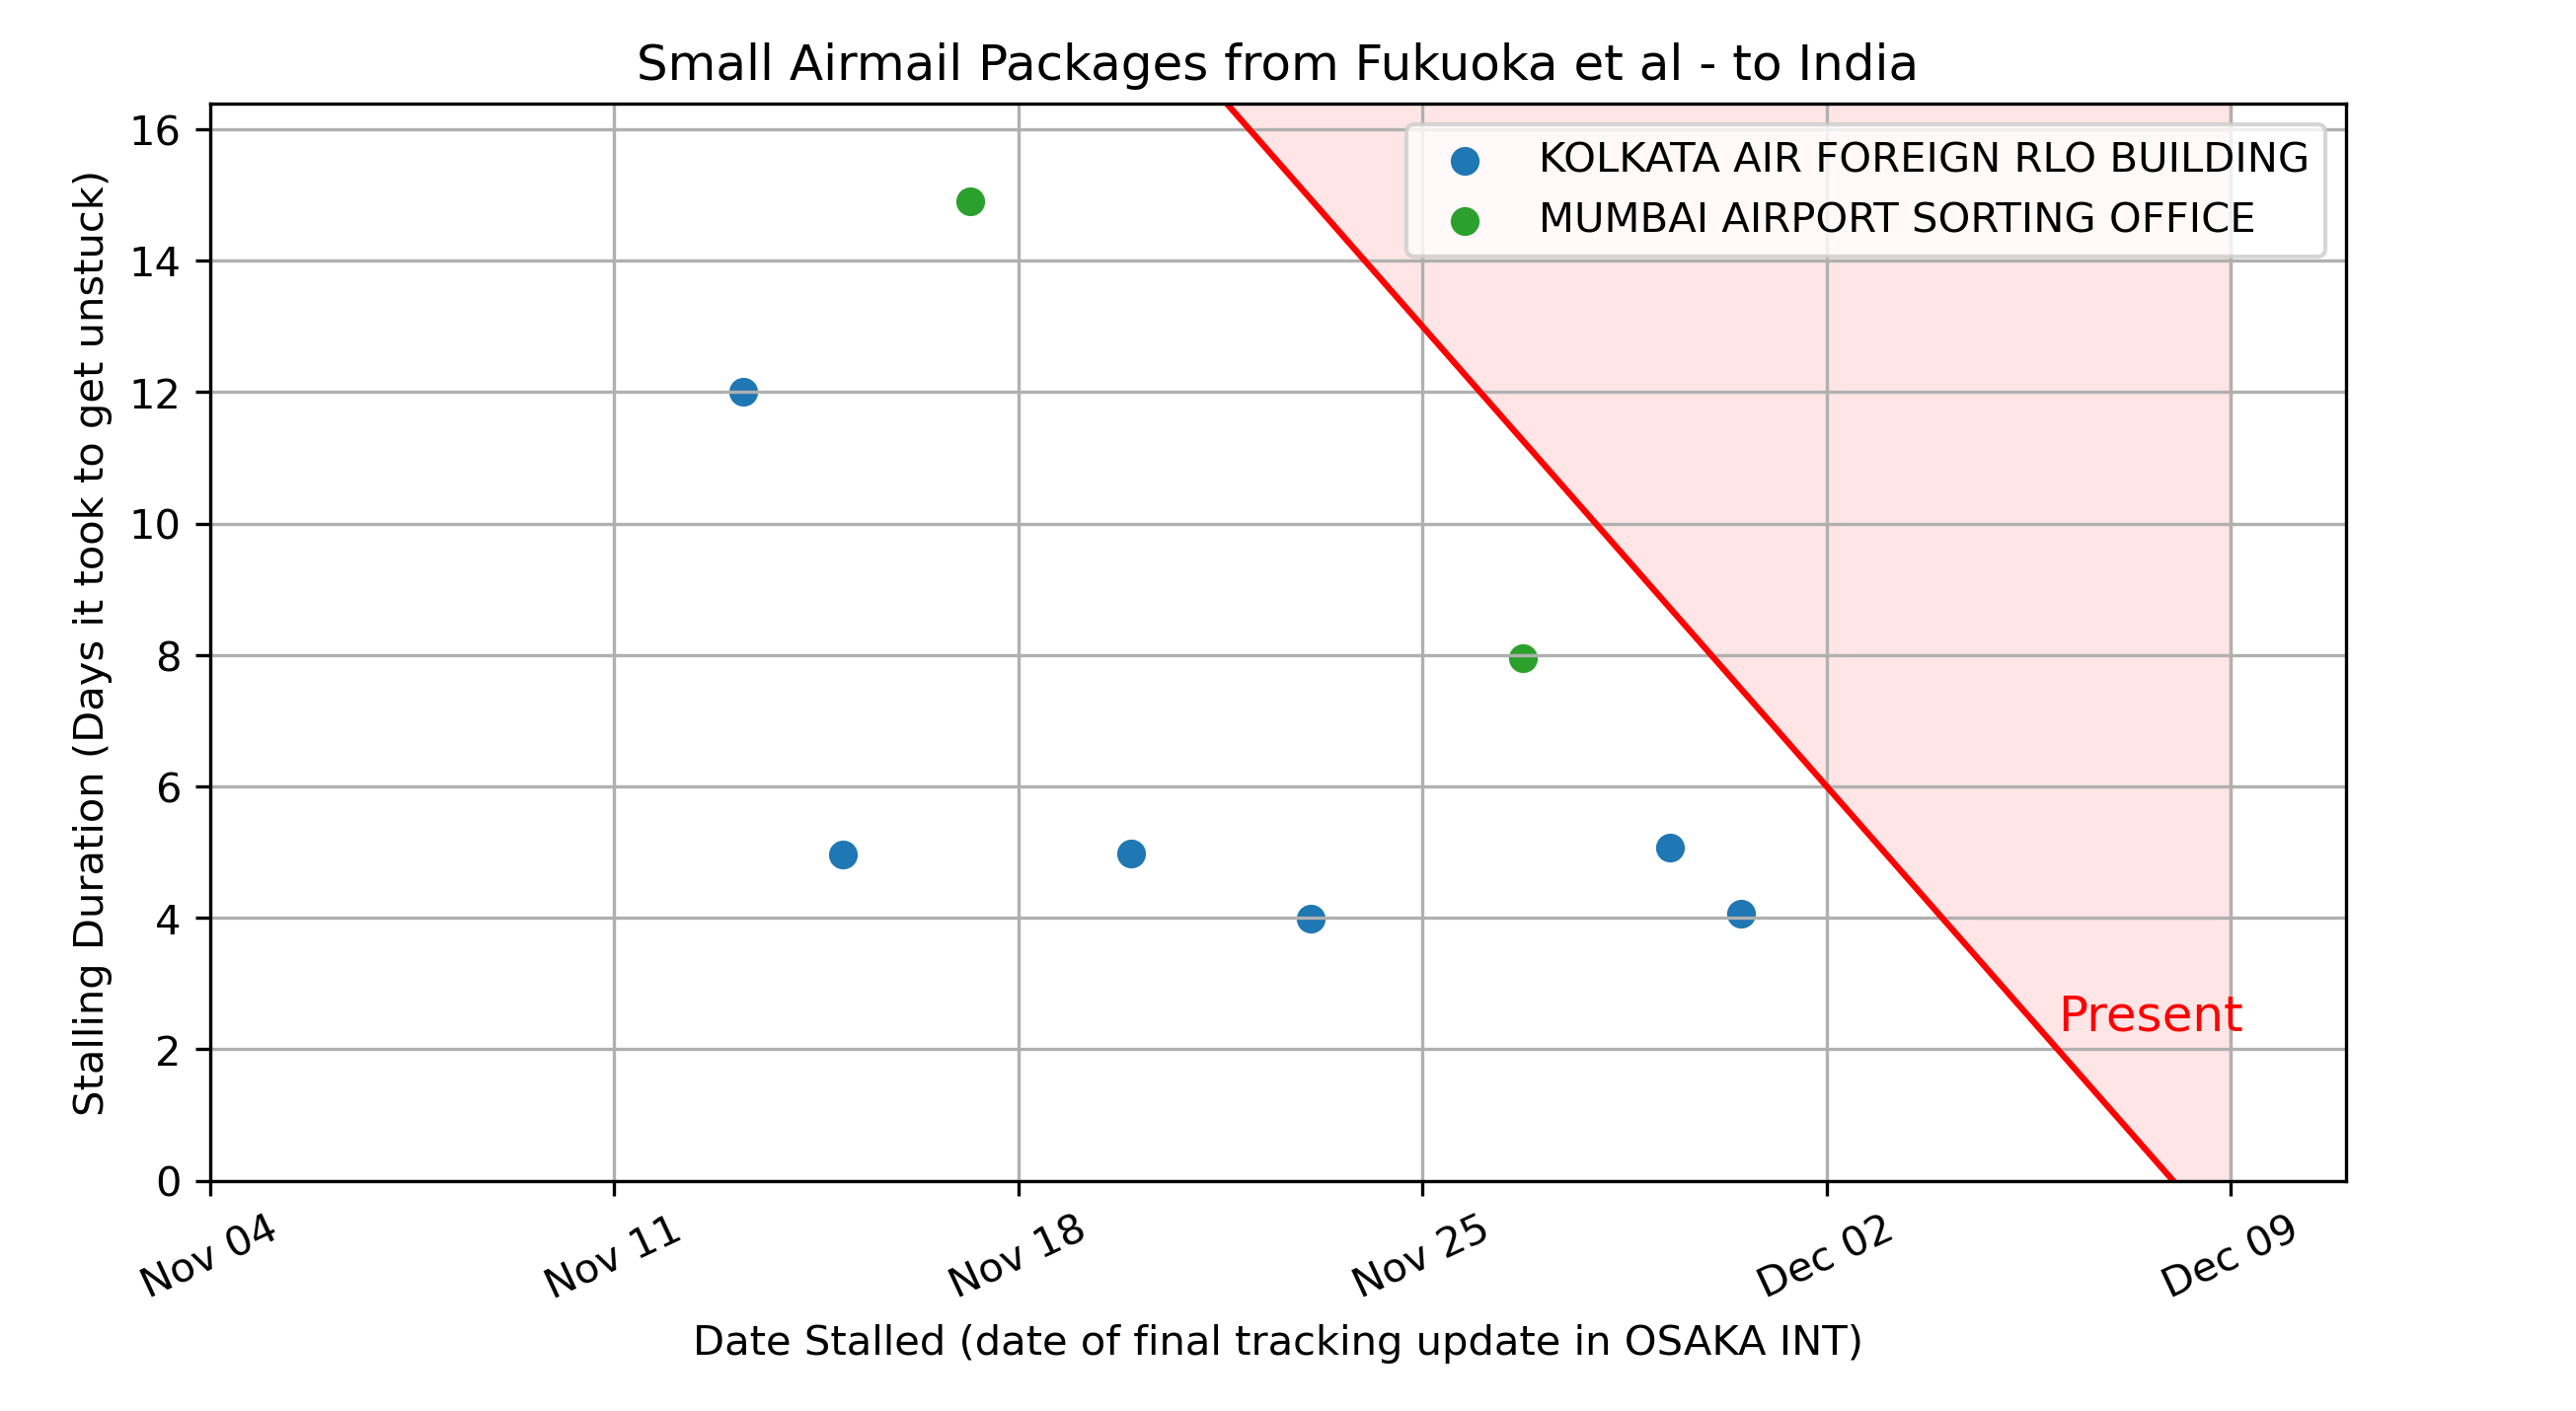 Small Airmail Packages from Fukuoka et al - to India
KOLKATA AIR FOREIGN RLO BUILDING
MUMBAI AIRPORT SORTING OFFICE
Stalling Duration (Days it took to get unstuck)
16
14
12
10
8
6
4
2
0
Present
Nov 04
Nov 11
Nov 18
Nov 25
Dec 02
Dec 09
Date Stalled (date of final tracking update in OSAKA INT)